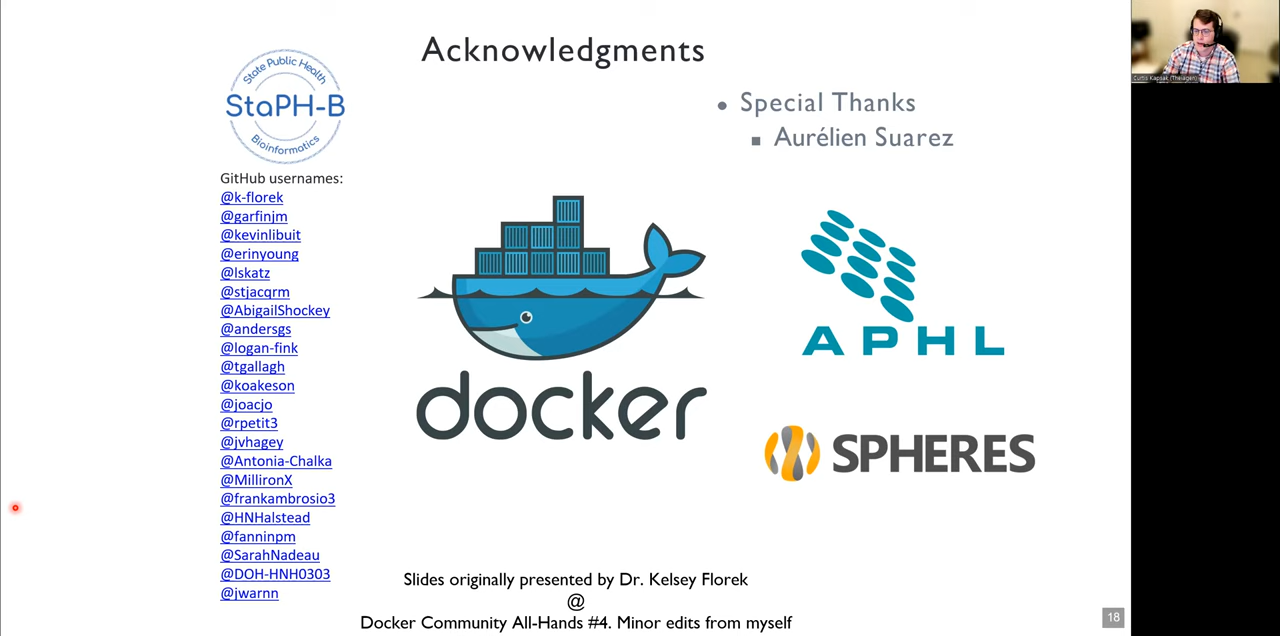 Acknowledgments
State Public Health
StaPH-B
Bioinformatics
GitHub usernames:
@k-florek
@garfinjm
@kevinlibuit
@erinyoung
@lskatz
@stjacqrm
@AbigailShockey
@andersgs
@logan-fink
@tgallagh
@koakeson
@joacjo
@rpetit3
@jvhagey
@Antonia-Chalka
@MillironX
@frankambrosio3
@HNHalstead
@fanninpm
@SarahNadeau
@DOH-HNH0303
@jwarnn
• Special Thanks
▪ Aurélien Suarez
docker
APHL
SPHERES
Slides originally presented by Dr. Kelsey Florek
@
Docker Community All-Hands #4. Minor edits from myself
18
Curtis Kapsak (Theiagen)